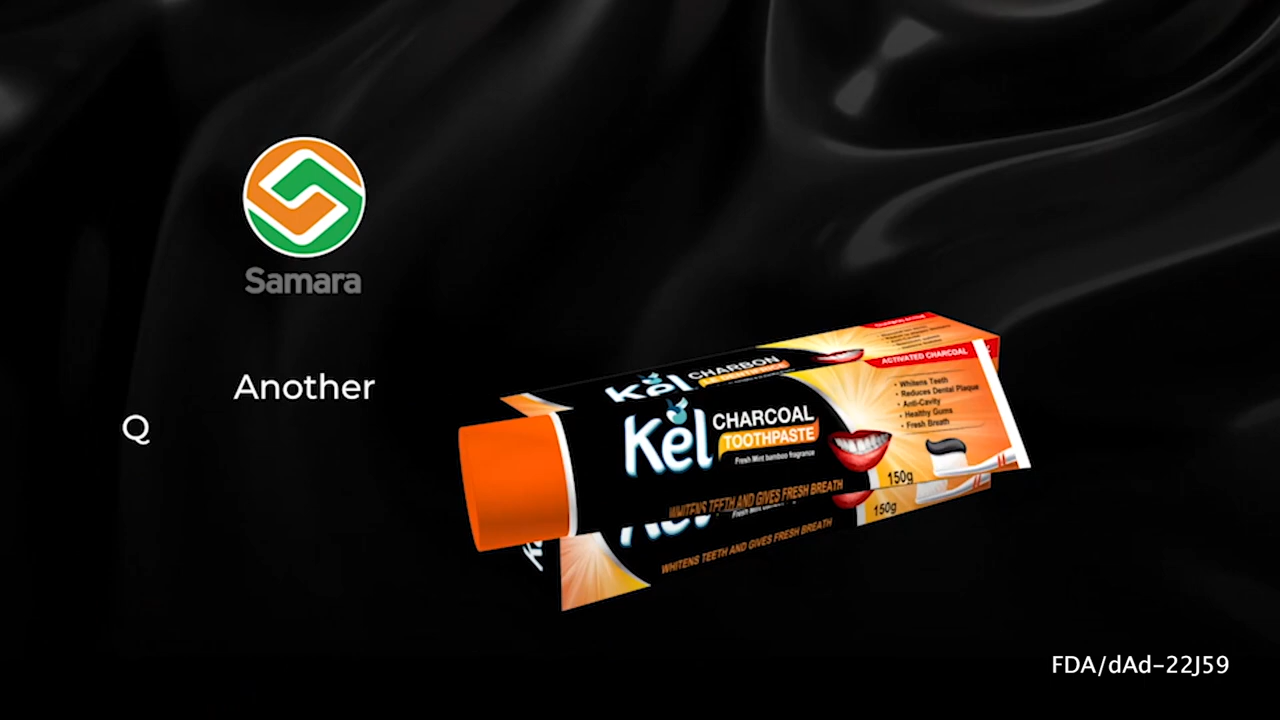 Samara
Another
Q
Kel
CHARBON
LE DENTIFRICE
ACTIVATED CHARCOAL
Kel
CHARCOAL
TOOTHPASTE
Fresh Mint bamboo fragrance
• Whitens Teeth
• Reduces Dental Plaque
• Anti-Cavity
• Healthy Gums
• Fresh Breath
150g
WHITENS TEETH AND GIVES FRESH BREATH
150g
WHITENS TEETH AND GIVES FRESH BREATH
FDA/dAd-22J59